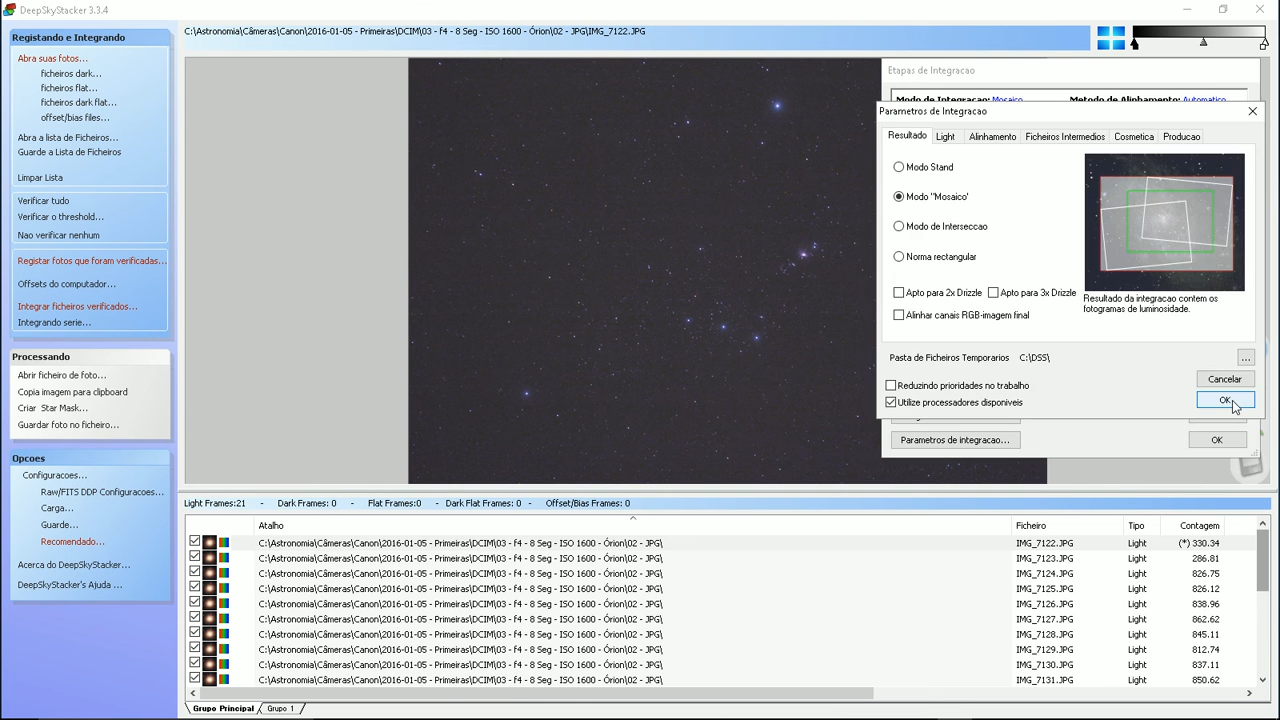 DeepSkyStacker 3.3.4
Registando e Integrando
Abra suas fotos...
ficheiros dark...
ficheiros flat...
ficheiros dark flat...
offset/bias files...
Abra a lista de Ficheiros...
Guarde a Lista de Ficheiros
Limpar Lista
Verificar tudo
Verificar o threshold...
Nao verificar nenhum
Registar fotos que foram verificadas...
Offsets do computador...
Integrar ficheiros verificados...
Integrando serie...
Processando
Abrir ficheiro de foto...
Copia imagem para clipboard
Criar Star Mask...
Guardar foto no ficheiro...
Opcoes
Configuracoes...
Raw/FITS DDP Configuracoes...
Carga...
Guarde...
Recomendado...
Acerca do DeepSkyStacker...
DeepSkyStacker's Ajuda ...
C:\Astronomia\Câmeras\Canon\2016-01-05 - Primeiras\DCIM\03 - f4 - 8 Seg - ISO 1600 - Órion\02 - JPG\IMG_7122.JPG
Etapas de Integracao
Modo de Integracao: Mosaico Metodo de Alinhamento: Automatico
Parametros de Integracao
Resultado Light Alinhamento Ficheiros Intermedios Cosmetica Producao
Modo Stand
Modo "Mosaico'
Modo de Interseccao
Norma rectangular
Apto para 2x Drizzle Apto para 3x Drizzle
Alinhar canais RGB-imagem final
Resultado da integracao contem os
fotogramas de luminosidade.
Pasta de Ficheiros Temporarios C:\DSS\ ...
Reduzindo prioridades no trabalho
Utilize processadores disponiveis
Cancelar
OK
Parametros de integracao... OK
Light Frames:21 - Dark Frames: 0 - Flat Frames:0 - Dark Flat Frames: 0 - Offset/Bias Frames: 0
Atalho Ficheiro Tipo Contagem
C:\Astronomia\Câmeras\Canon\2016-01-05 - Primeiras\DCIM\03 - f4 - 8 Seg - ISO 1600 - Órion\02 - JPG\ IMG_7122.JPG Light (*) 330.34
C:\Astronomia\Câmeras\Canon\2016-01-05 - Primeiras\DCIM\03 - f4 - 8 Seg - ISO 1600 - Órion\02 - JPG\ IMG_7123.JPG Light 286.81
C:\Astronomia\Câmeras\Canon\2016-01-05 - Primeiras\DCIM\03 - f4 - 8 Seg - ISO 1600 - Órion\02 - JPG\ IMG_7124.JPG Light 826.75
C:\Astronomia\Câmeras\Canon\2016-01-05 - Primeiras\DCIM\03 - f4 - 8 Seg - ISO 1600 - Órion\02 - JPG\ IMG_7125.JPG Light 826.12
C:\Astronomia\Câmeras\Canon\2016-01-05 - Primeiras\DCIM\03 - f4 - 8 Seg - ISO 1600 - Órion\02 - JPG\ IMG_7126.JPG Light 838.96
C:\Astronomia\Câmeras\Canon\2016-01-05 - Primeiras\DCIM\03 - f4 - 8 Seg - ISO 1600 - Órion\02 - JPG\ IMG_7127.JPG Light 862.62
C:\Astronomia\Câmeras\Canon\2016-01-05 - Primeiras\DCIM\03 - f4 - 8 Seg - ISO 1600 - Órion\02 - JPG\ IMG_7128.JPG Light 845.11
C:\Astronomia\Câmeras\Canon\2016-01-05 - Primeiras\DCIM\03 - f4 - 8 Seg - ISO 1600 - Órion\02 - JPG\ IMG_7129.JPG Light 812.74
C:\Astronomia\Câmeras\Canon\2016-01-05 - Primeiras\DCIM\03 - f4 - 8 Seg - ISO 1600 - Órion\02 - JPG\ IMG_7130.JPG Light 837.11
C:\Astronomia\Câmeras\Canon\2016-01-05 - Primeiras\DCIM\03 - f4 - 8 Seg - ISO 1600 - Órion\02 - JPG\ IMG_7131.JPG Light 850.62
Grupo Principal Grupo 1